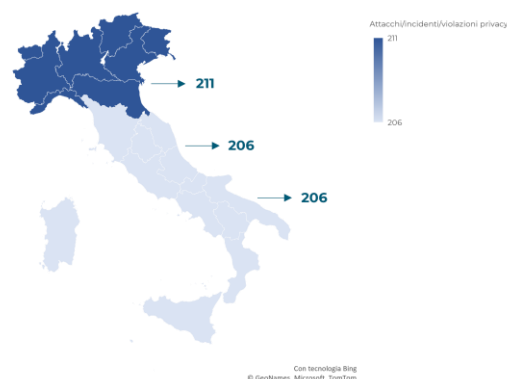 Attacchi/incidenti/violazioni privacy
211
206
211
206
206
Con tecnologia Bing
© GeoNames, Microsoft, TomTom